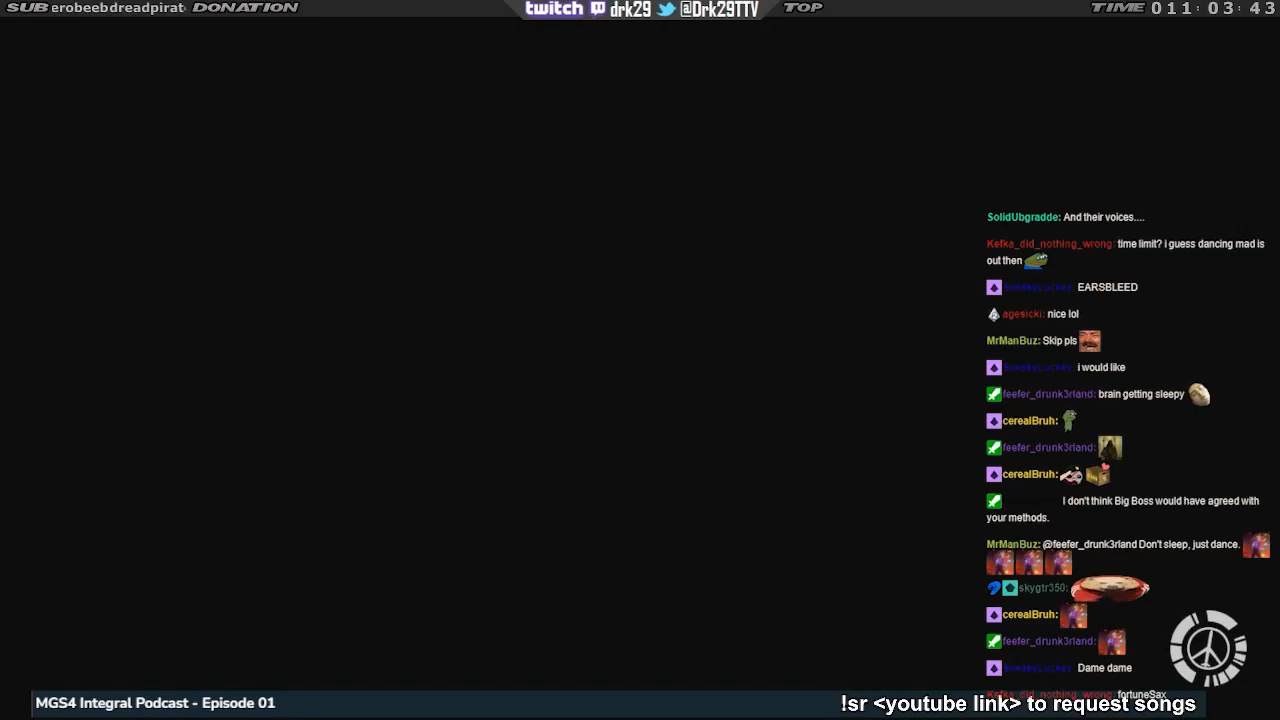 SUB erobeebdreadpirat DONATION twitch drk29 @Drk29TTV TOP TIME 011:03:43
SolidUbgradde: And their voices....
Kefka_did_nothing_wrong: time limit? i guess dancing mad is
out then
EARSBLEED
agesicki: nice lol
MrManBuz: Skip pls
i would like
feefer_drunk3rland: brain getting sleepy
cerealBruh:
feefer_drunk3rland:
cerealBruh:
I don't think Big Boss would have agreed with
your methods.
MrManBuz: @feefer_drunk3rland Don't sleep, just dance.
skygtr350:
cerealBruh:
feefer_drunk3rland:
Dame dame
Kefka_did_nothing_wrong: fortuneSax
MGS4 Integral Podcast - Episode 01
!sr <youtube link> to request songs